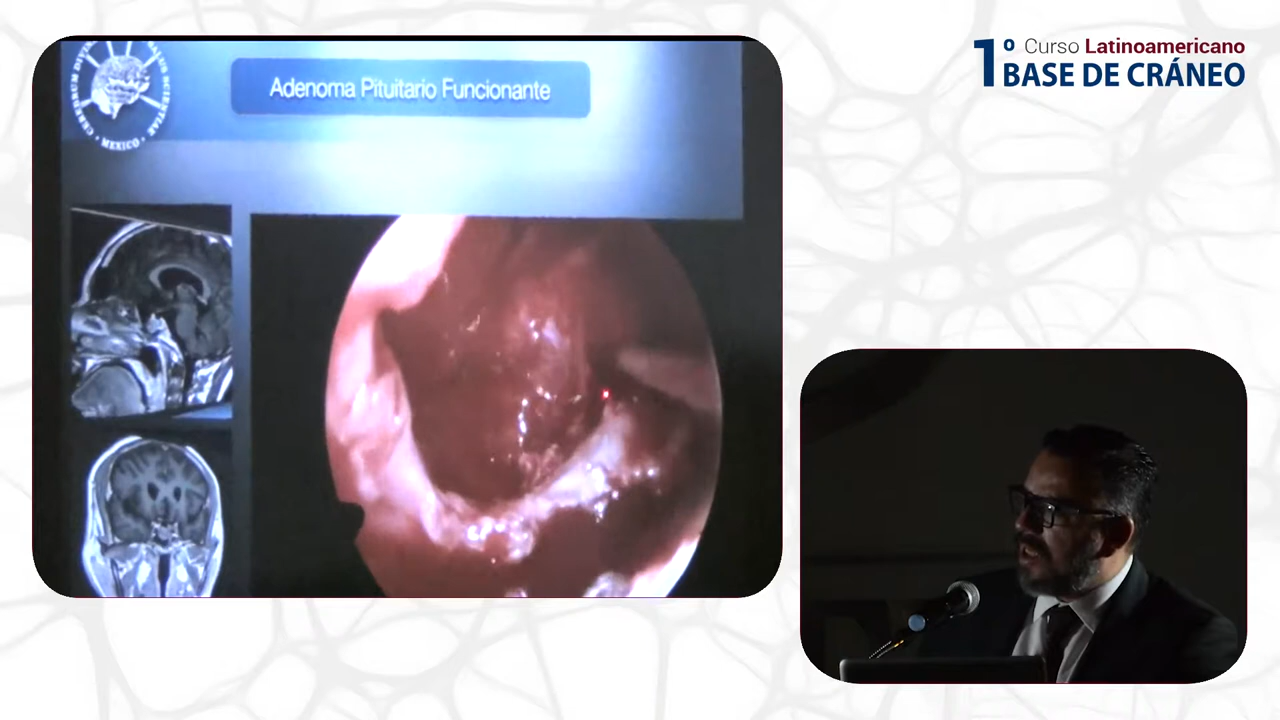 Adenoma Pituitario Funcionante
MEXICO
1º Curso Latinoamericano
BASE DE CRÁNEO